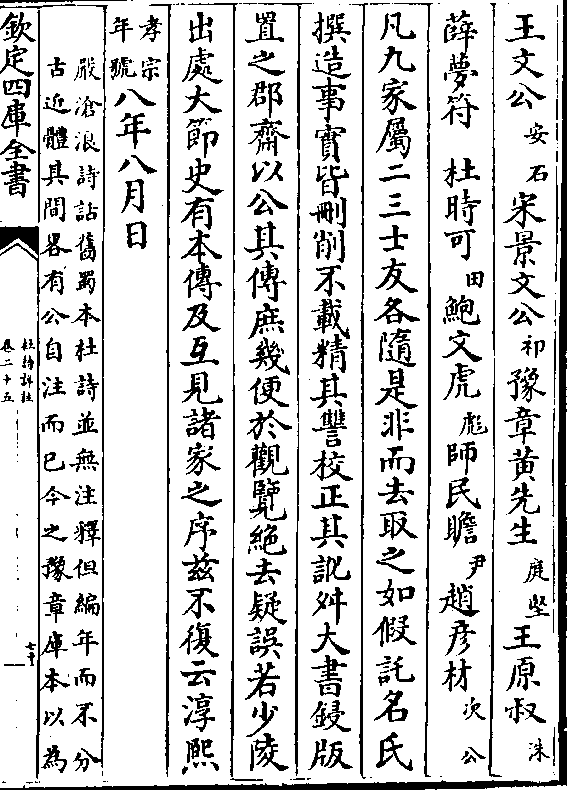 王文公安石宋景文公祁豫章黄先生庭堅王原叔洙
薛夢符杜時可田鮑文虎彪師民瞻尹趙彥材次公
凡九家屬二三士友各隨是非而去取之如假託名氏
撰造事實皆刪削不載精其讐校正其訛舛大書鋟版
置之郡齋以公其傳庶幾便於觀覽絶去疑誤若少陵
出處大節史有本傳及互見諸家之序兹不復云淳熙
孝宗年號八年八月日
嚴滄浪詩話舊蜀本杜詩並無注釋但編年而不分
古近體其間畧有公自注而已今之豫章庫本以為
欽定四庫全書
杜詩詳註
卷二十五